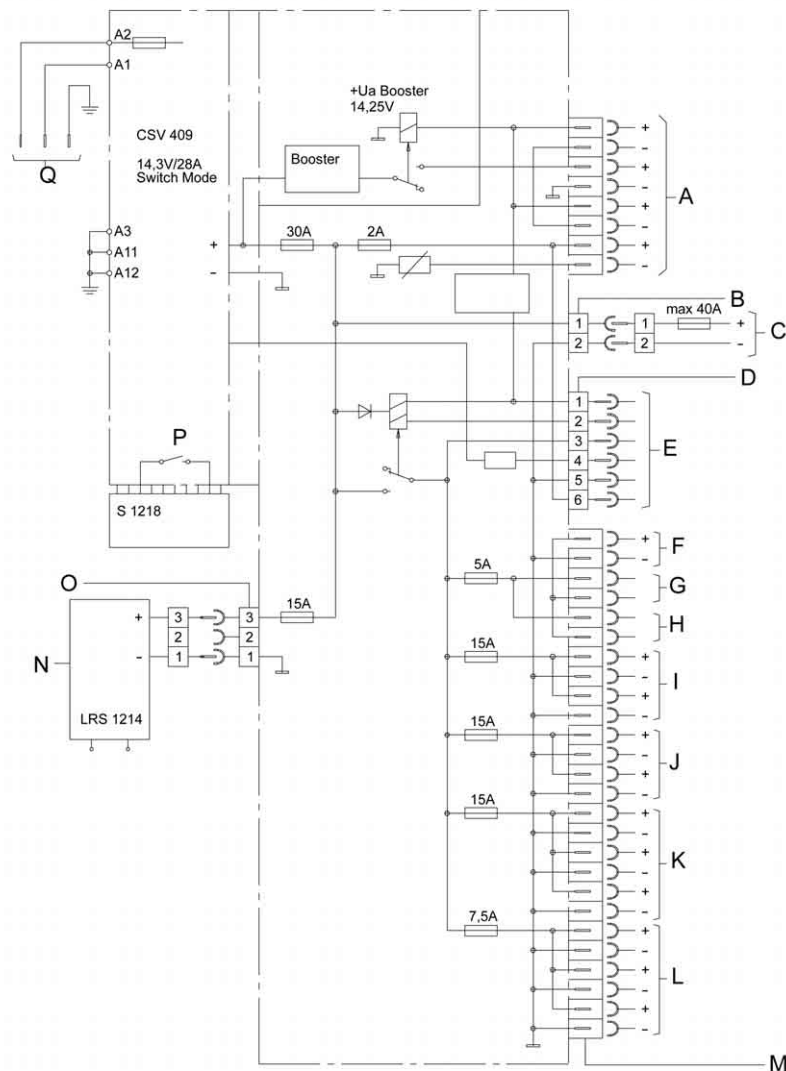 A2
A1
CSV 409
14,3V/28A
Switch Mode
Q
A3
A11
A12
+
-
+Ua Booster
14,25V
Booster
30A
2A
+
-
+
-
+
-
+
-
A
B
1
1
max 40A
+
2
2
-
C
D
1
2
3
4
5
6
E
P
S 1218
O
15A
+
3
3
2
2
-
1
1
N
LRS 1214
+
-
F
5A
G
H
15A
+
-
+
-
I
15A
+
-
+
-
J
15A
+
-
+
-
+
-
K
7,5A
+
-
+
-
+
-
L
M